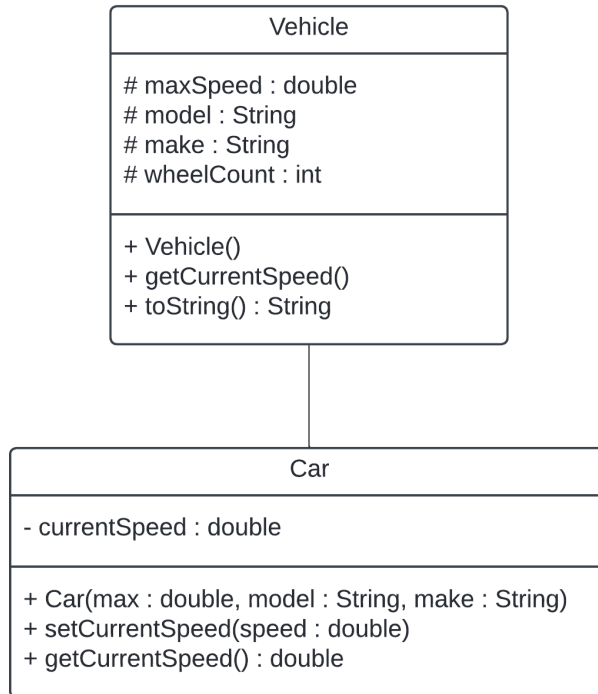 Vehicle
# maxSpeed : double
# model : String
# make : String
# wheelCount : int
+ Vehicle()
+ getCurrentSpeed()
+ toString() : String
Car
- currentSpeed : double
+ Car(max : double, model : String, make : String)
+ setCurrentSpeed(speed : double)
+ getCurrentSpeed() : double